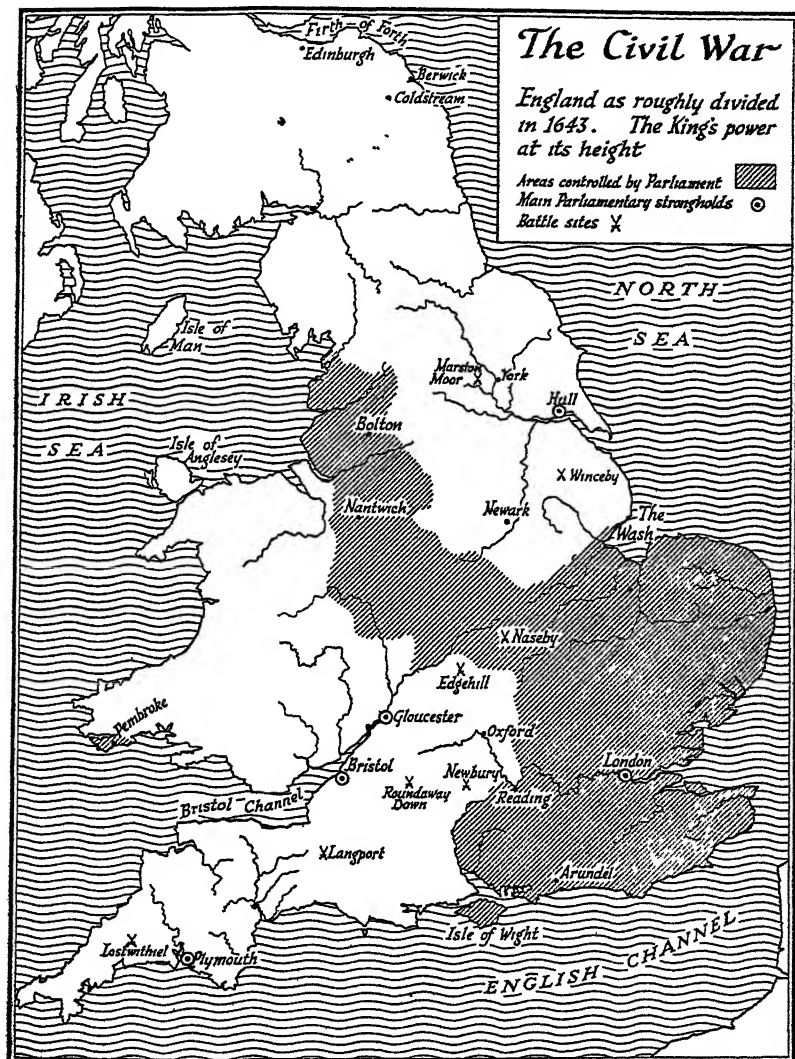 The Civil War
England as roughly divided
in 1643. The King's power
at its height
Areas controlled by Parliament
Main Parliamentary strongholds
Battle sites
Firth of Forth
Edinburgh
Berwick
Coldstream
NORTH
SEA
Isle of
Man
IRISH
SEA
Marston
Moor
York
Hull
Bolton
Isle of
Anglesey
Winceby
Nantwich
Newark
The
Wash
Naseby
Edgehill
Pembroke
Gloucester
Oxford
London
Bristol
Newbury
Roundaway
Down
Reading
Bristol Channel
Langport
Arundel
Isle of Wight
Lostwithiel
Plymouth
ENGLISH CHANNEL